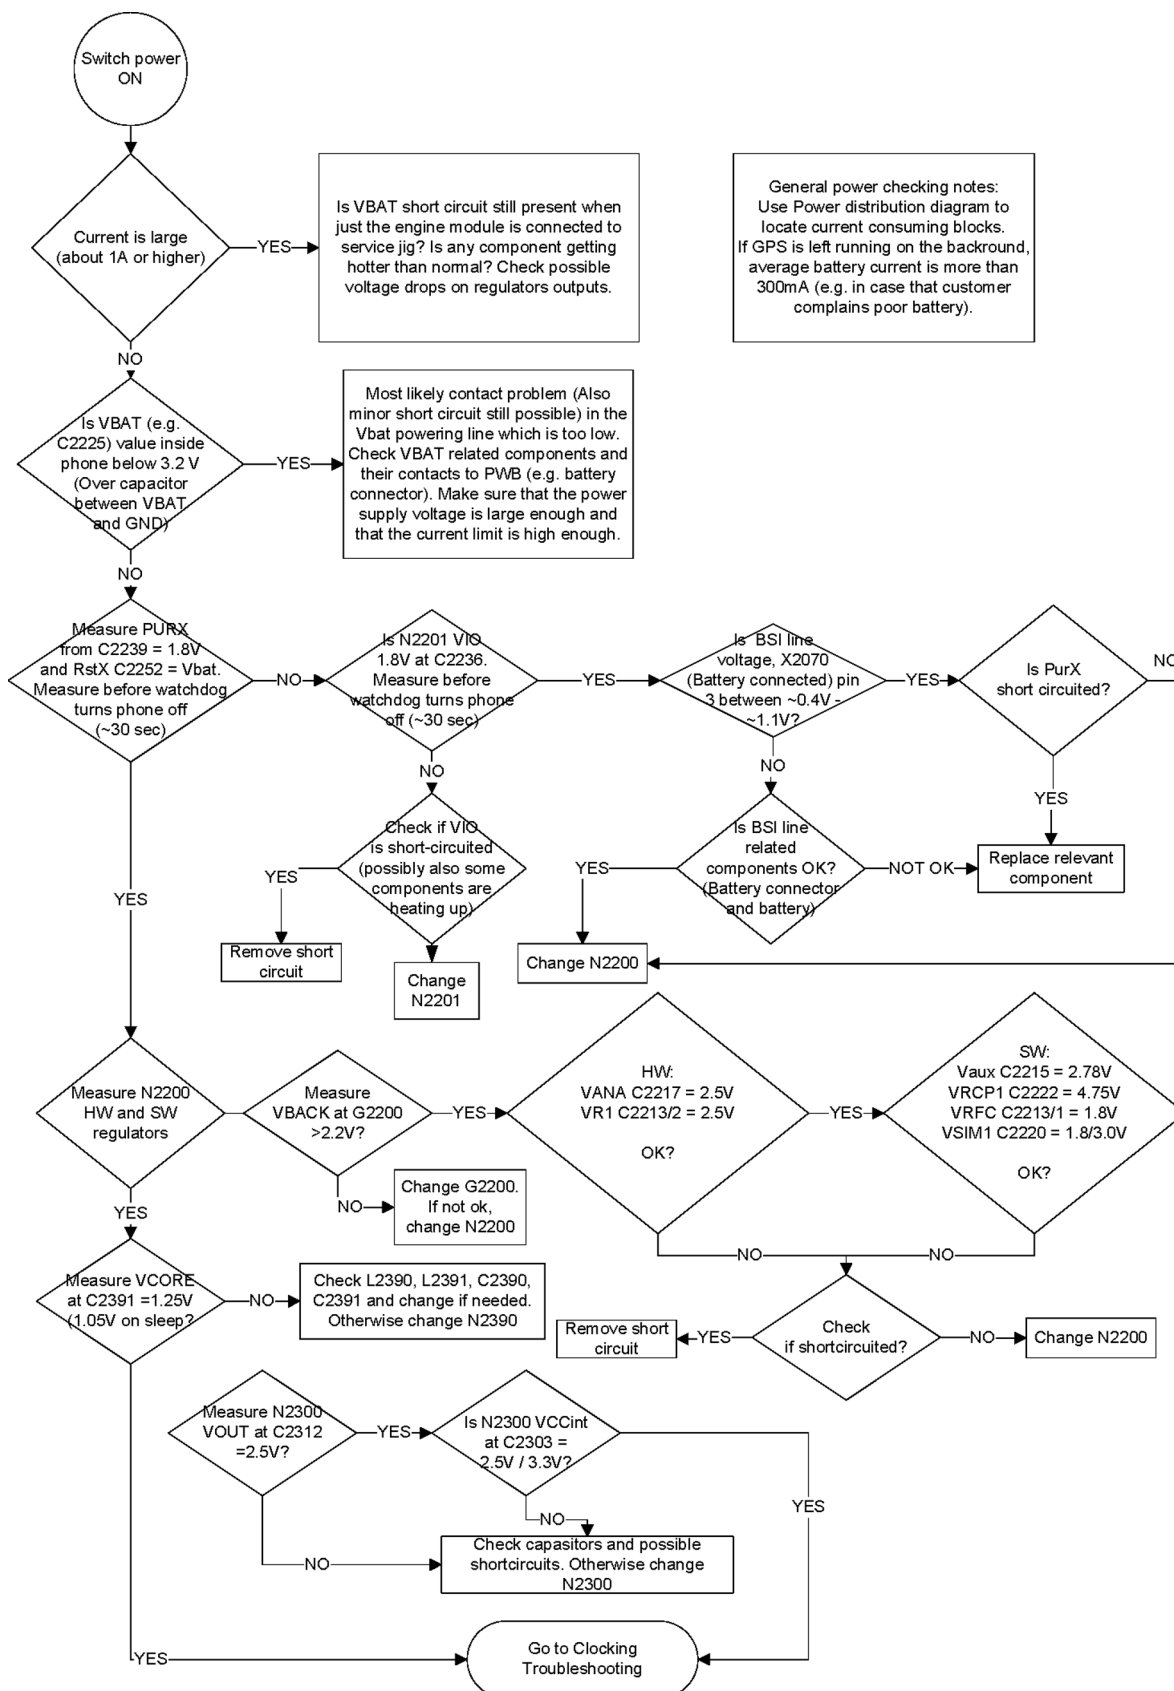 Switch power
ON
Current is large
(about 1A or higher)
YES
Is VBAT short circuit still present when
just the engine module is connected to
service jig? Is any component getting
hotter than normal? Check possible
voltage drops on regulators outputs.
General power checking notes:
Use Power distribution diagram to
locate current consuming blocks.
If GPS is left running on the backround,
average battery current is more than
300mA (e.g. in case that customer
complains poor battery).
NO
Is VBAT (e.g.
C2225) value inside
phone below 3.2 V
(Over capacitor
between VBAT
and GND)
YES
Most likely contact problem (Also
minor short circuit still possible) in the
Vbat powering line which is too low.
Check VBAT related components and
their contacts to PWB (e.g. battery
connector). Make sure that the power
supply voltage is large enough and
that the current limit is high enough.
NO
Measure PURX
from C2239 = 1.8V
and RstX C2252 = Vbat.
Measure before watchdog
turns phone off
(~30 sec)
NO
Is N2201 VIO
1.8V at C2236.
Measure before
watchdog turns phone
off (~30 sec)
YES
Is BSI line
voltage, X2070
(Battery connected) pin
3 between ~0.4V -
~1.1V?
YES
Is PurX
short circuited?
NO
NO
NO
YES
Check if VIO
is short-circuited
(possibly also some
components are
heating up)
YES
Is BSI line
related
components OK?
(Battery connector
and battery)
YES
NOT OK
Replace relevant
component
YES
Remove short
circuit
Change
N2201
Change N2200
Measure N2200
HW and SW
regulators
Measure
VBACK at G2200
>2.2V?
YES
HW:
VANA C2217 = 2.5V
VR1 C2213/2 = 2.5V
OK?
YES
SW:
Vaux C2215 = 2.78V
VRCP1 C2222 = 4.75V
VRFC C2213/1 = 1.8V
VSIM1 C2220 = 1.8/3.0V
OK?
NO
Change G2200.
If not ok,
change N2200
YES
NO
NO
Measure VCORE
at C2391 =1.25V
(1.05V on sleep?
NO
Check L2390, L2391, C2390,
C2391 and change if needed.
Otherwise change N2390
Remove short
circuit
YES
Check
if shortcircuited?
NO
Change N2200
Measure N2300
VOUT at C2312
=2.5V?
YES
Is N2300 VCCint
at C2303 =
2.5V / 3.3V?
YES
NO
NO
Check capasitors and possible
shortcircuits. Otherwise change
N2300
YES
Go to Clocking
Troubleshooting